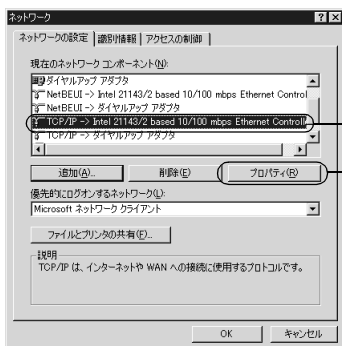 ネットワーク
ネットワークの設定 識別情報 アクセスの制御
現在のネットワーク コンポーネント(N):
ダイヤルアップ アダプタ
NetBEUI -> Intel 21143/2 based 10/100 mbps Ethernet Control
NetBEUI -> ダイヤルアップ アダプタ
TCP/IP -> Intel 21143/2 based 10/100 mbps Ethernet Controll
TCP/IP -> ダイヤルアップ アダプタ
追加(A)... 削除(E) プロパティ(R)
優先的にログオンするネットワーク(L):
Microsoft ネットワーク クライアント
ファイルとプリンタの共有(F)...
説明
TCP/IP は、インターネットや WAN への接続に使用するプロトコルです。
OK キャンセル